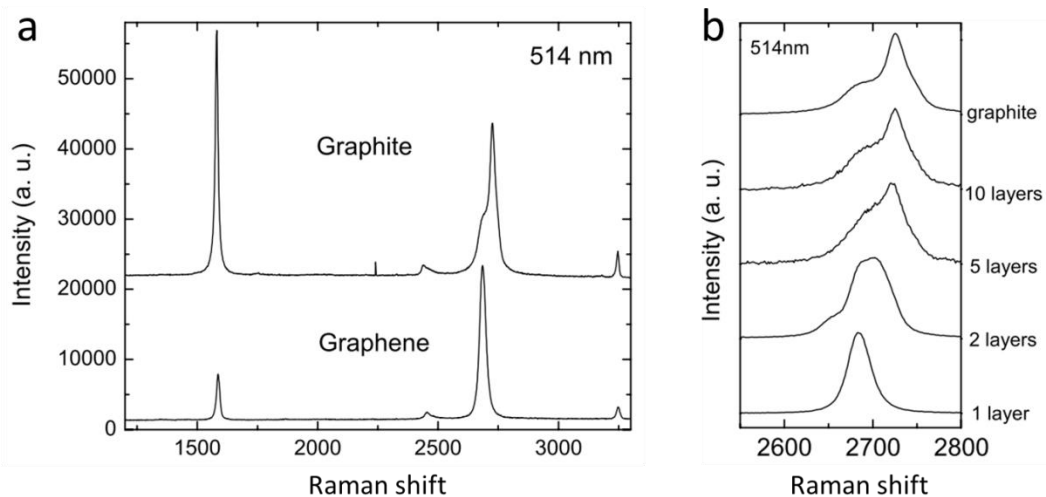 a
514 nm
Graphite
Graphene
Intensity (a. u.)
50000
40000
30000
20000
10000
0
1500
2000
2500
3000
Raman shift
b
514nm
graphite
10 layers
5 layers
2 layers
1 layer
Intensity (a. u.)
2600
2700
2800
Raman shift